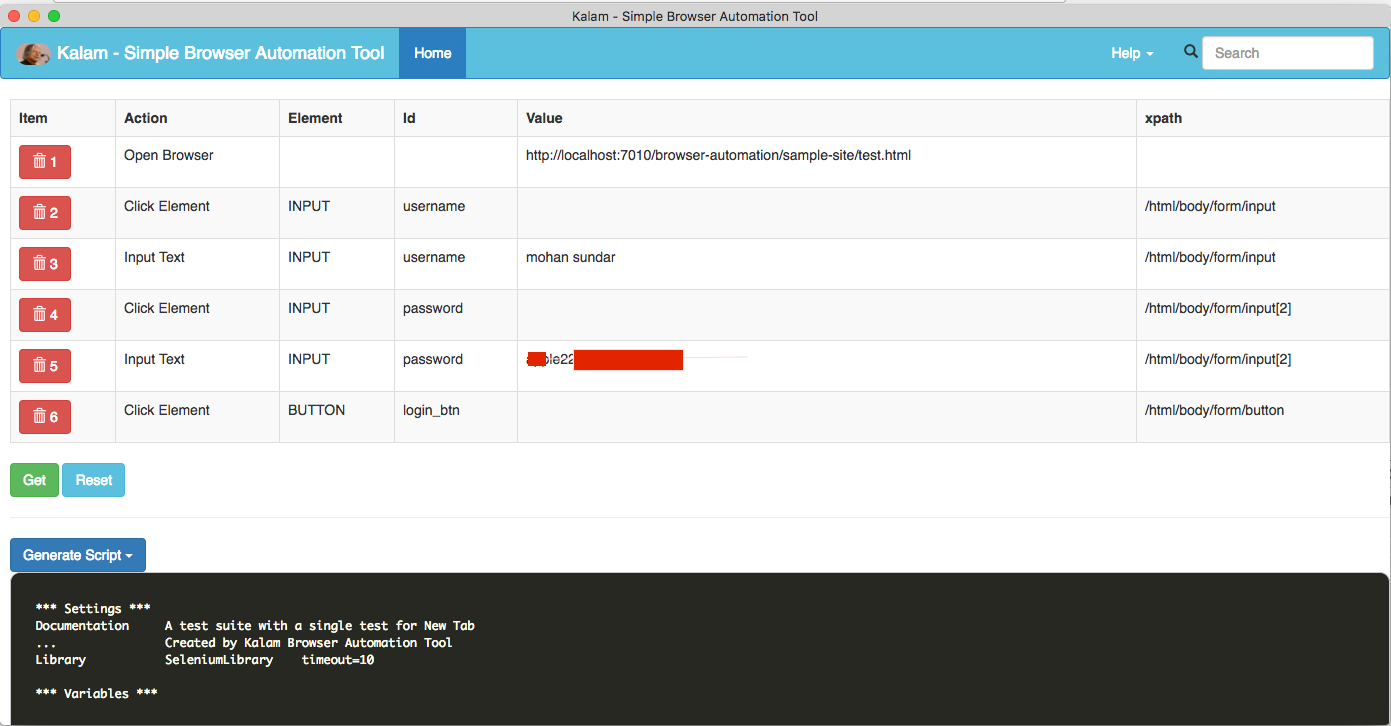 Kalam - Simple Browser Automation Tool
Kalam - Simple Browser Automation Tool Home Help Search
Item Action Element Id Value xpath
1 Open Browser http://localhost:7010/browser-automation/sample-site/test.html
2 Click Element INPUT username /html/body/form/input
3 Input Text INPUT username mohan sundar /html/body/form/input
4 Click Element INPUT password /html/body/form/input[2]
5 Input Text INPUT password /html/body/form/input[2]
6 Click Element BUTTON login_btn /html/body/form/button
Get Reset
Generate Script
*** Settings ***
Documentation A test suite with a single test for New Tab
... Created by Kalam Browser Automation Tool
Library SeleniumLibrary timeout=10
*** Variables ***